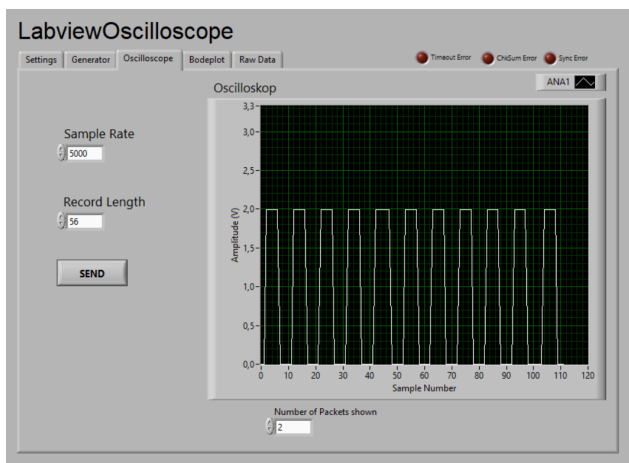 LabviewOscilloscope
Settings Generator Oscilloscope Bodeplot Raw Data
Timeout Error ChkSum Error Sync Error
Oscilloskop
ANA1
Sample Rate
5000
Record Length
56
SEND
Amplitude (V)
3,3
3,0
2,5
2,0
1,5
1,0
0,5
0,0
0 10 20 30 40 50 60 70 80 90 100 110 120
Sample Number
Number of Packets shown
2